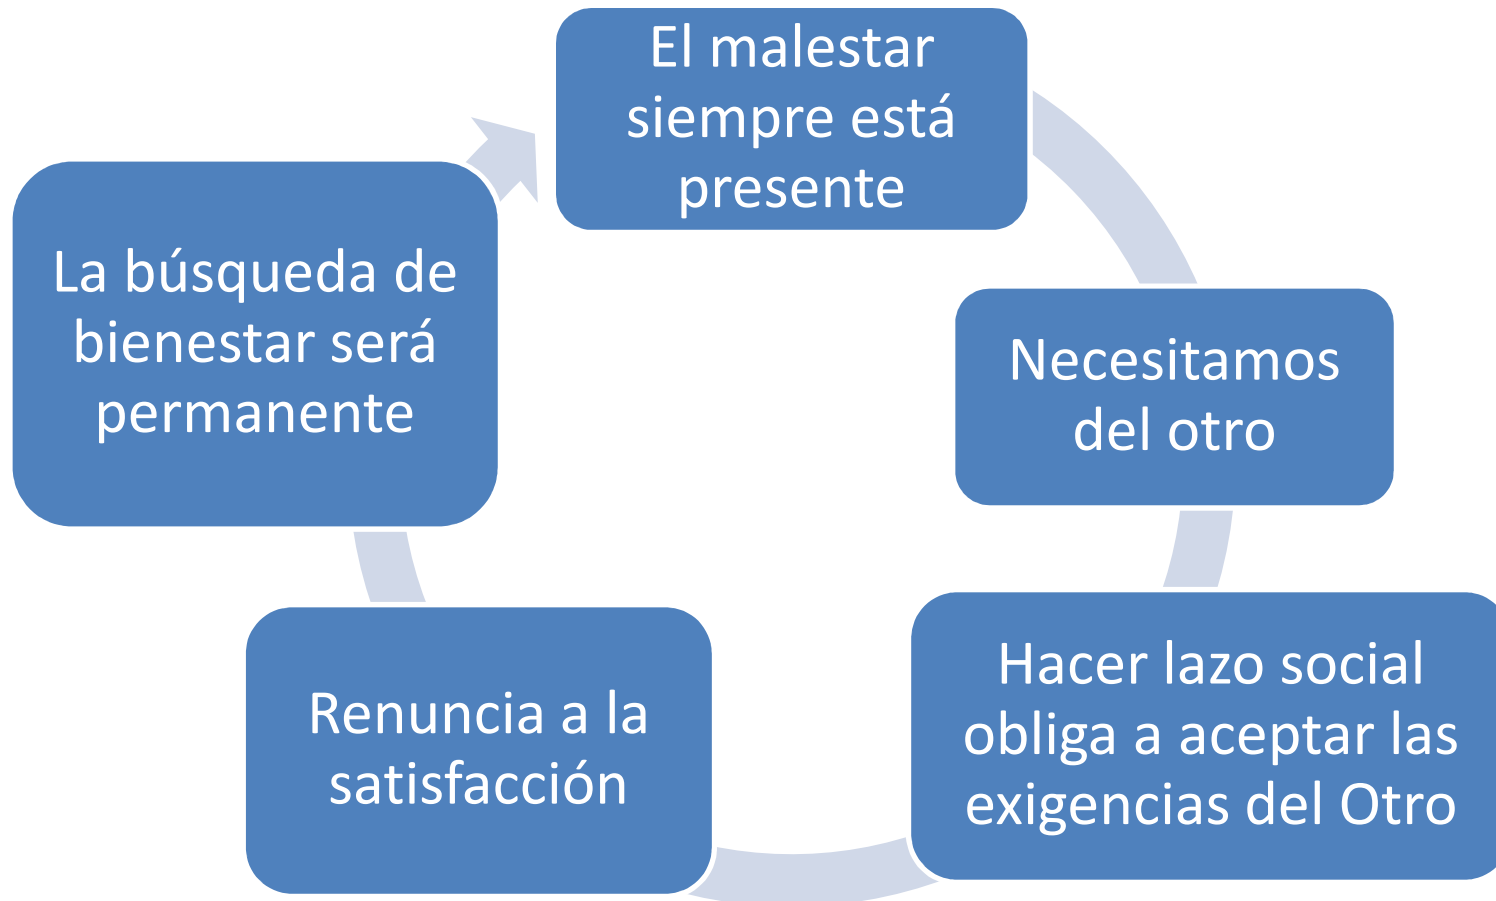 El malestar
siempre está
presente
Necesitamos
del otro
Hacer lazo social
obliga a aceptar las
exigencias del Otro
Renuncia a la
satisfacción
La búsqueda de
bienestar será
permanente